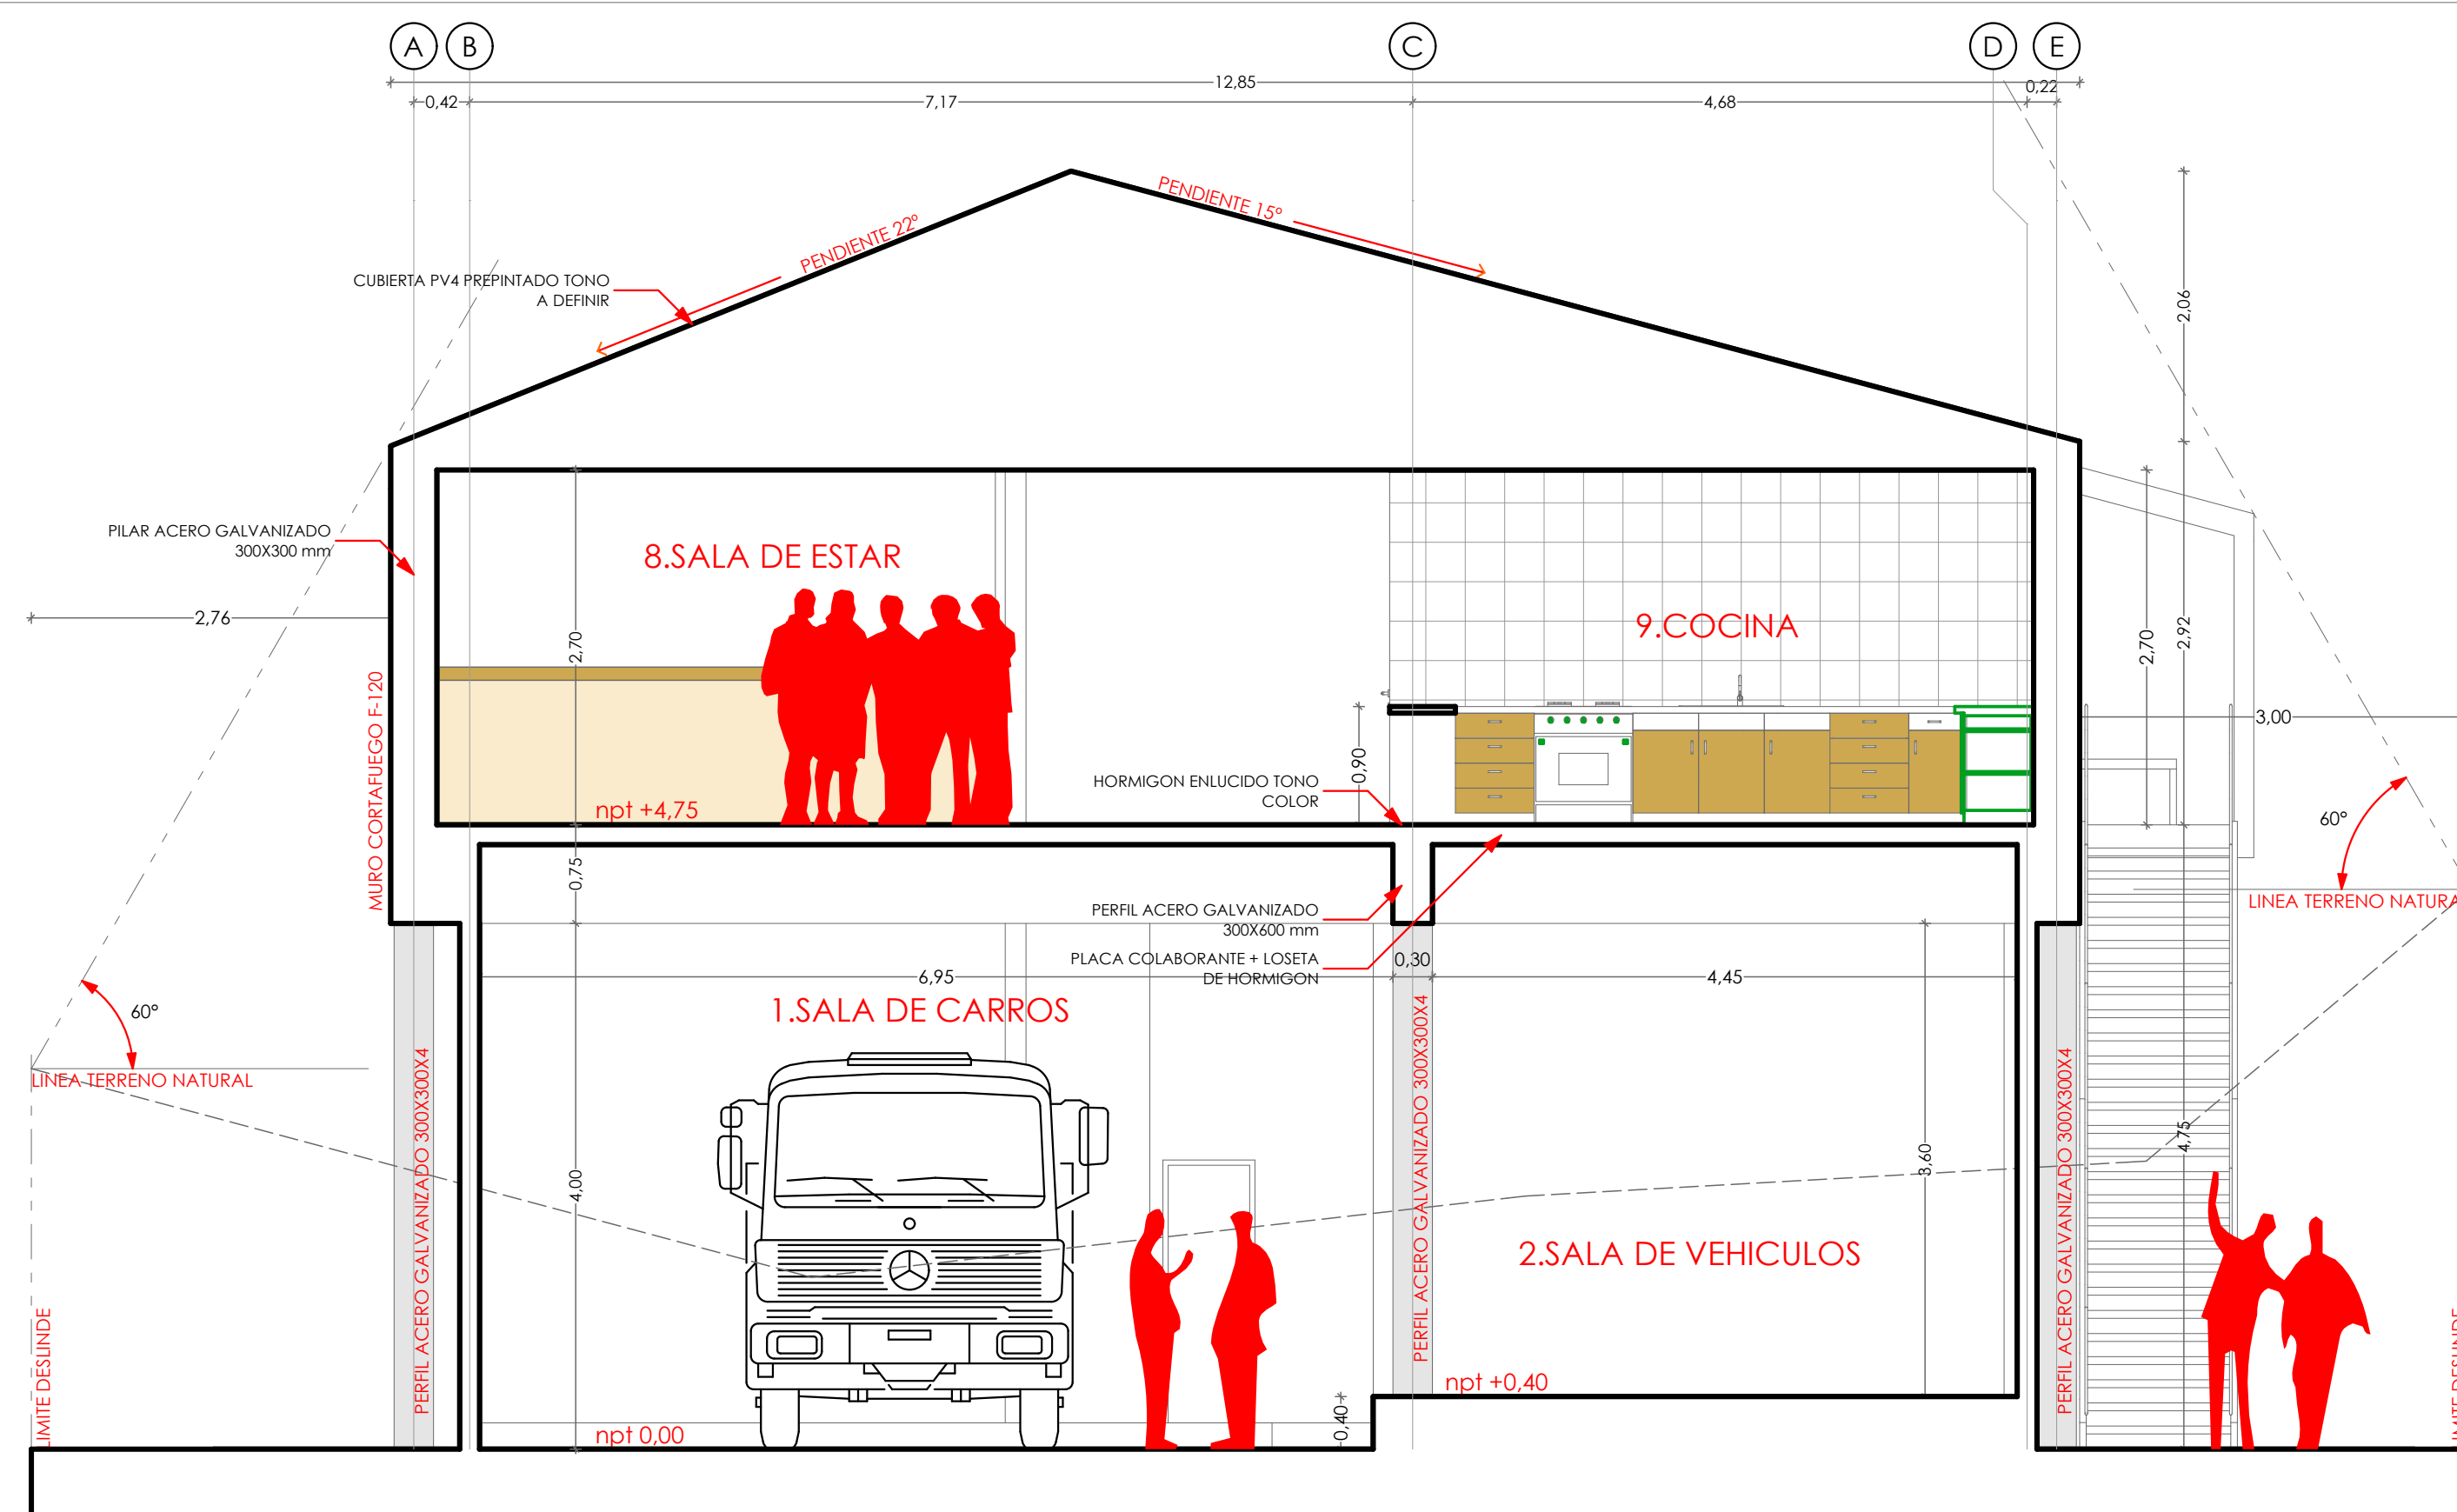 A
B
C
D
E
12,85
0,22
0,42
7,17
4,68
PENDIENTE 22º
PENDIENTE 15º
CUBIERTA PV4 PREPINTADO TONO
A DEFINIR
2,06
PILAR ACERO GALVANIZADO
300X300 mm
8.SALA DE ESTAR
9.COCINA
2,76
2,70
2,70
2,92
MURO CORTAFUEGO F-120
3,00
0,90
HORMIGON ENLUCIDO TONO
COLOR
npt +4,75
60°
0,75
LINEA TERRENO NATURA
PERFIL ACERO GALVANIZADO
300X600 mm
PLACA COLABORANTE + LOSETA
DE HORMIGON
6,95
0,30
4,45
1.SALA DE CARROS
60°
LINEA TERRENO NATURAL
PERFIL ACERO GALVANIZADO 300X300X4
PERFIL ACERO GALVANIZADO 300X300X4
PERFIL ACERO GALVANIZADO 300X300X4
4,00
3,60
4,75
2.SALA DE VEHICULOS
LIMITE DESLINDE
LIMITE DESLINDE
npt +0,40
0,40
npt 0,00